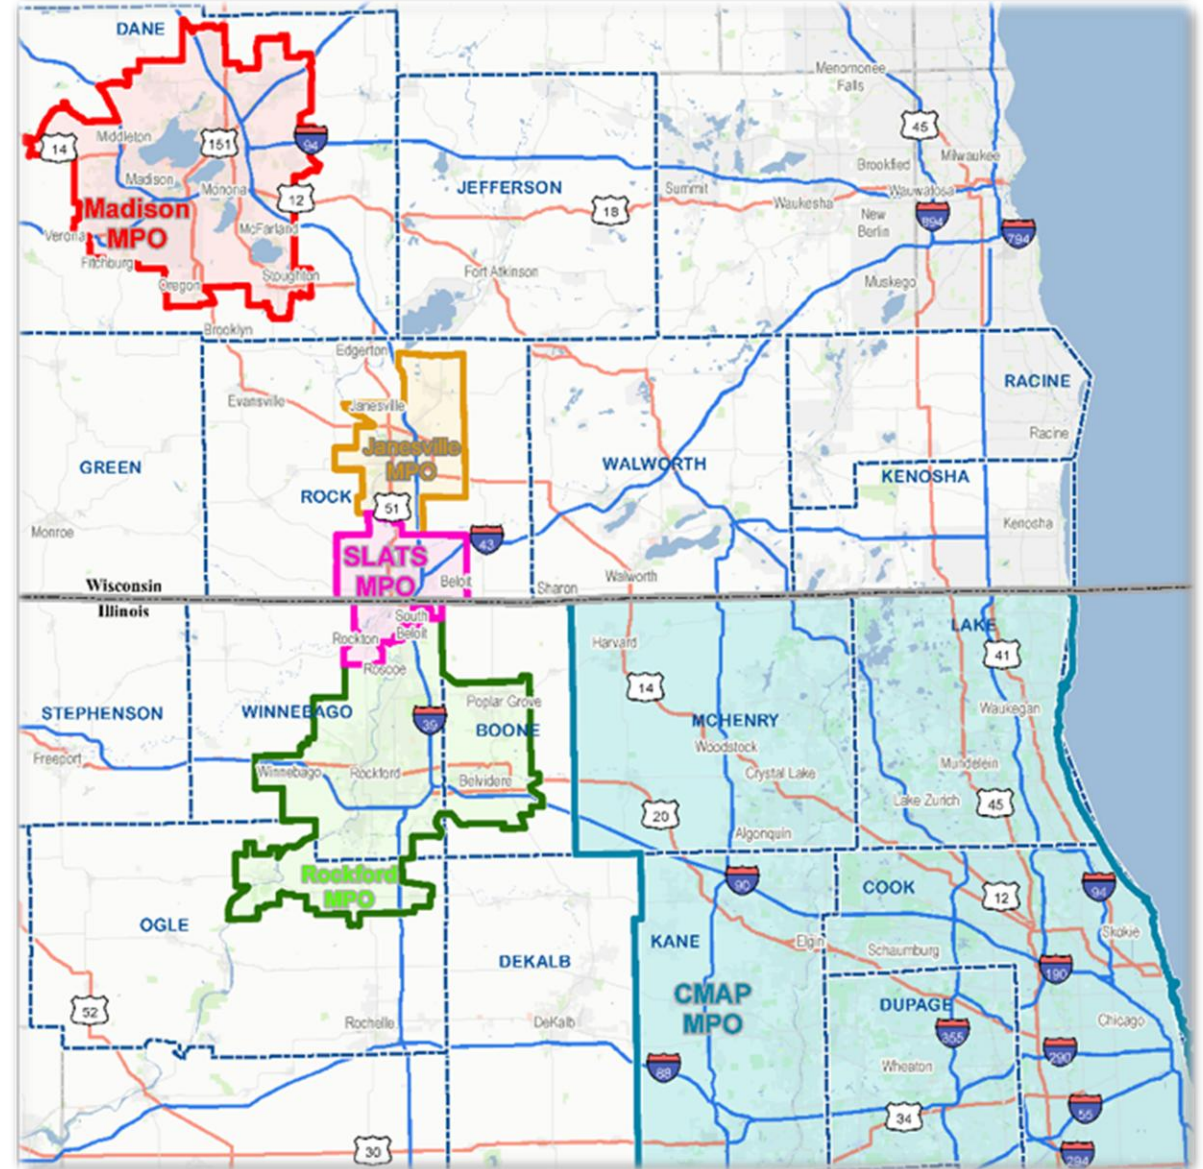 DANE
Menomonee
Falls
45
14
Middleton
151
94
Brookfied
Milwaukee
Madison
Monona
12
JEFFERSON
18
Summit
Waukesha
Wauwatosa
Madison
MPO
New
Berlin
894
794
Verona
McFarland
Fitchburg
Stoughton
Fort Atkinson
Muskego
Oregon
Brooklyn
Edgerton
RACINE
Evansville
Janesville
Racine
Janesville
MPO
GREEN
WALWORTH
KENOSHA
ROCK
51
Monroe
43
Kenosha
SLATS
MPO
Beloit
Sharon
Walworth
Wisconsin
Illinois
South
Beloit
Rockton
Harvard
LAKE
41
Roscoe
14
STEPHENSON
WINNEBAGO
39
Poplar Grove
BOONE
MCHENRY
Waukegan
Woodstock
Freeport
Winnebago
Rockford
Belvidere
Crystal Lake
Mundelein
Lake Zurich
45
20
Algonquin
Rockford
MPO
90
COOK
12
94
OGLE
KANE
Elgin
Schaumburg
Skokie
DEKALB
190
CMAP
MPO
DUPAGE
52
Rochelle
DeKalb
355
Chicago
88
Wheaton
290
34
55
30
294